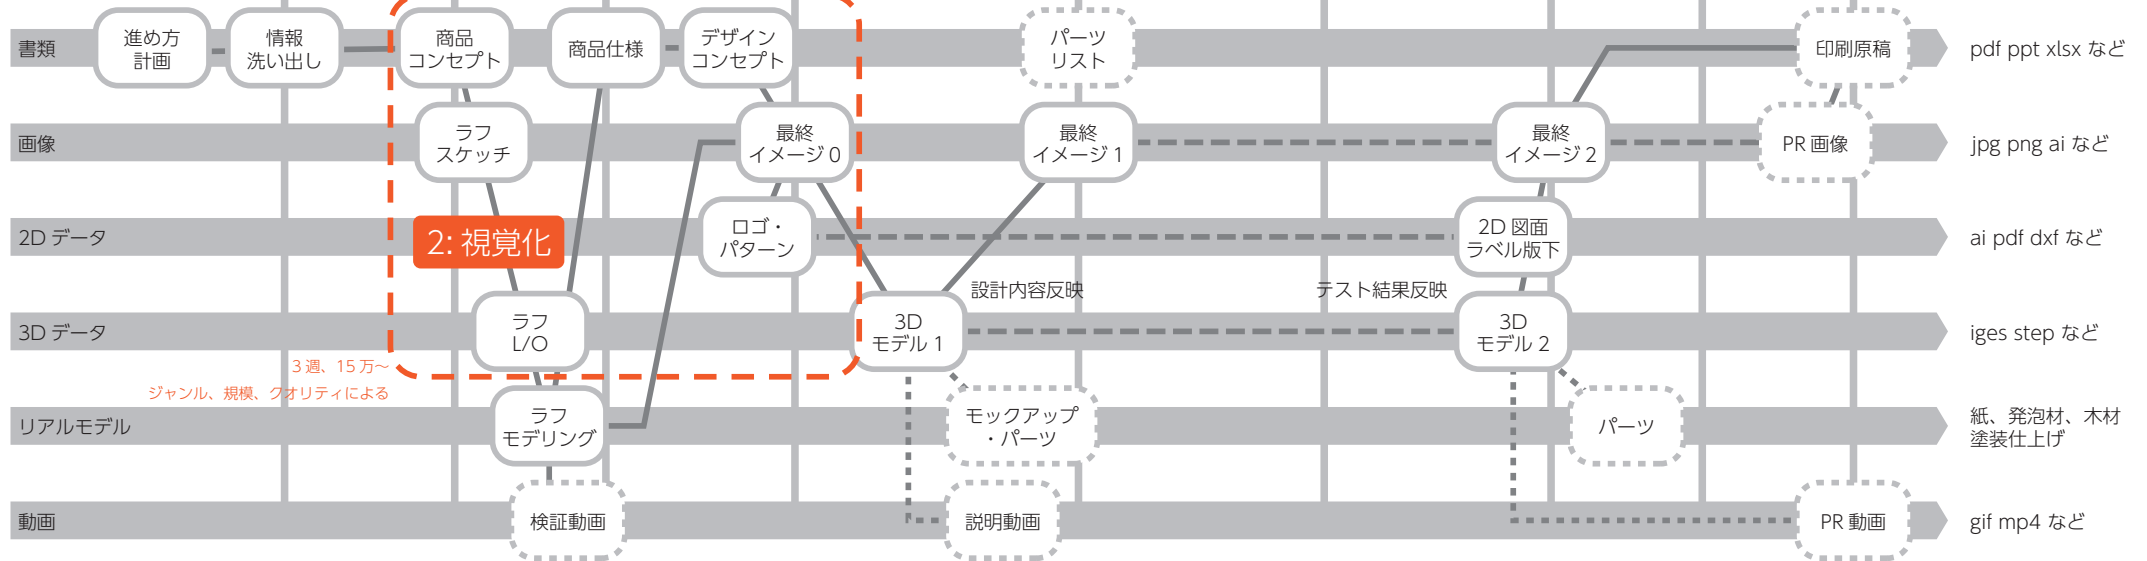 書類
進め方
計画
情報
洗い出し
商品
コンセプト
商品仕様
デザイン
コンセプト
パーツ
リスト
印刷原稿
pdf ppt xlsx など
画像
ラフ
スケッチ
最終
イメージ 0
最終
イメージ 1
最終
イメージ 2
PR 画像
jpg png ai など
2D データ
2: 視覚化
ロゴ・
パターン
2D 図面
ラベル版下
ai pdf dxf など
設計内容反映
テスト結果反映
3D データ
ラフ
L/O
3D
モデル 1
3D
モデル 2
iges step など
3 週、15 万〜
ジャンル、規模、クオリティによる
リアルモデル
ラフ
モデリング
モックアップ
・パーツ
パーツ
紙、発泡材、木材
塗装仕上げ
動画
検証動画
説明動画
PR 動画
gif mp4 など